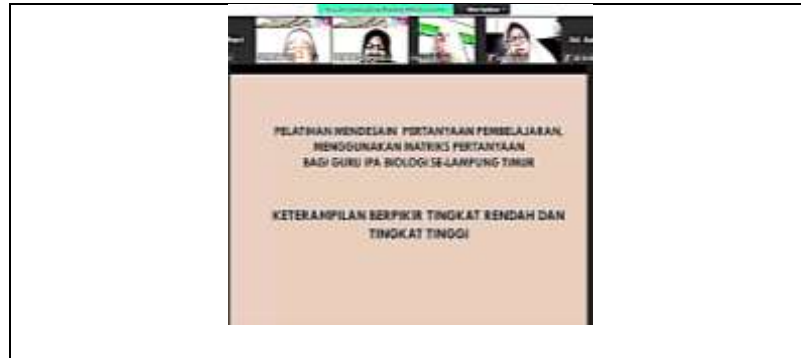 PELATIHAN MENDESAIN PERTANYAAN PEMBELAJARAN,
MENGGUNAKAN MATRIKS PERTANYAAN
BAGI GURU IPA BIOLOGI SE-LAMPUNG TIMUR
KETERAMPILAN BERPIKIR TINGKAT RENDAH DAN
TINGKAT TINGGI